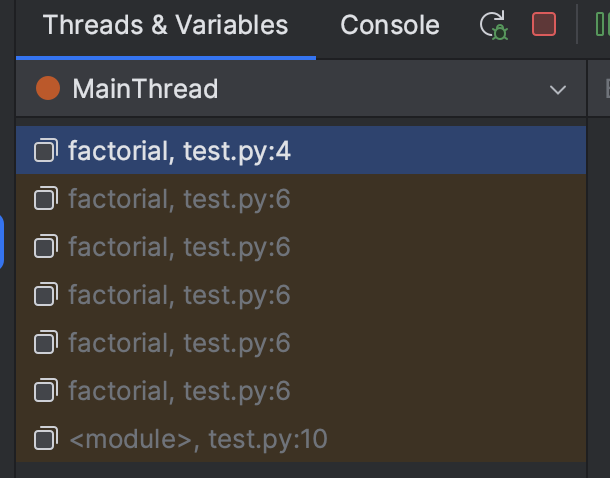 Threads & Variables Console
MainThread
factorial, test.py:4
factorial, test.py:6
factorial, test.py:6
factorial, test.py:6
factorial, test.py:6
factorial, test.py:6
<module>, test.py:10